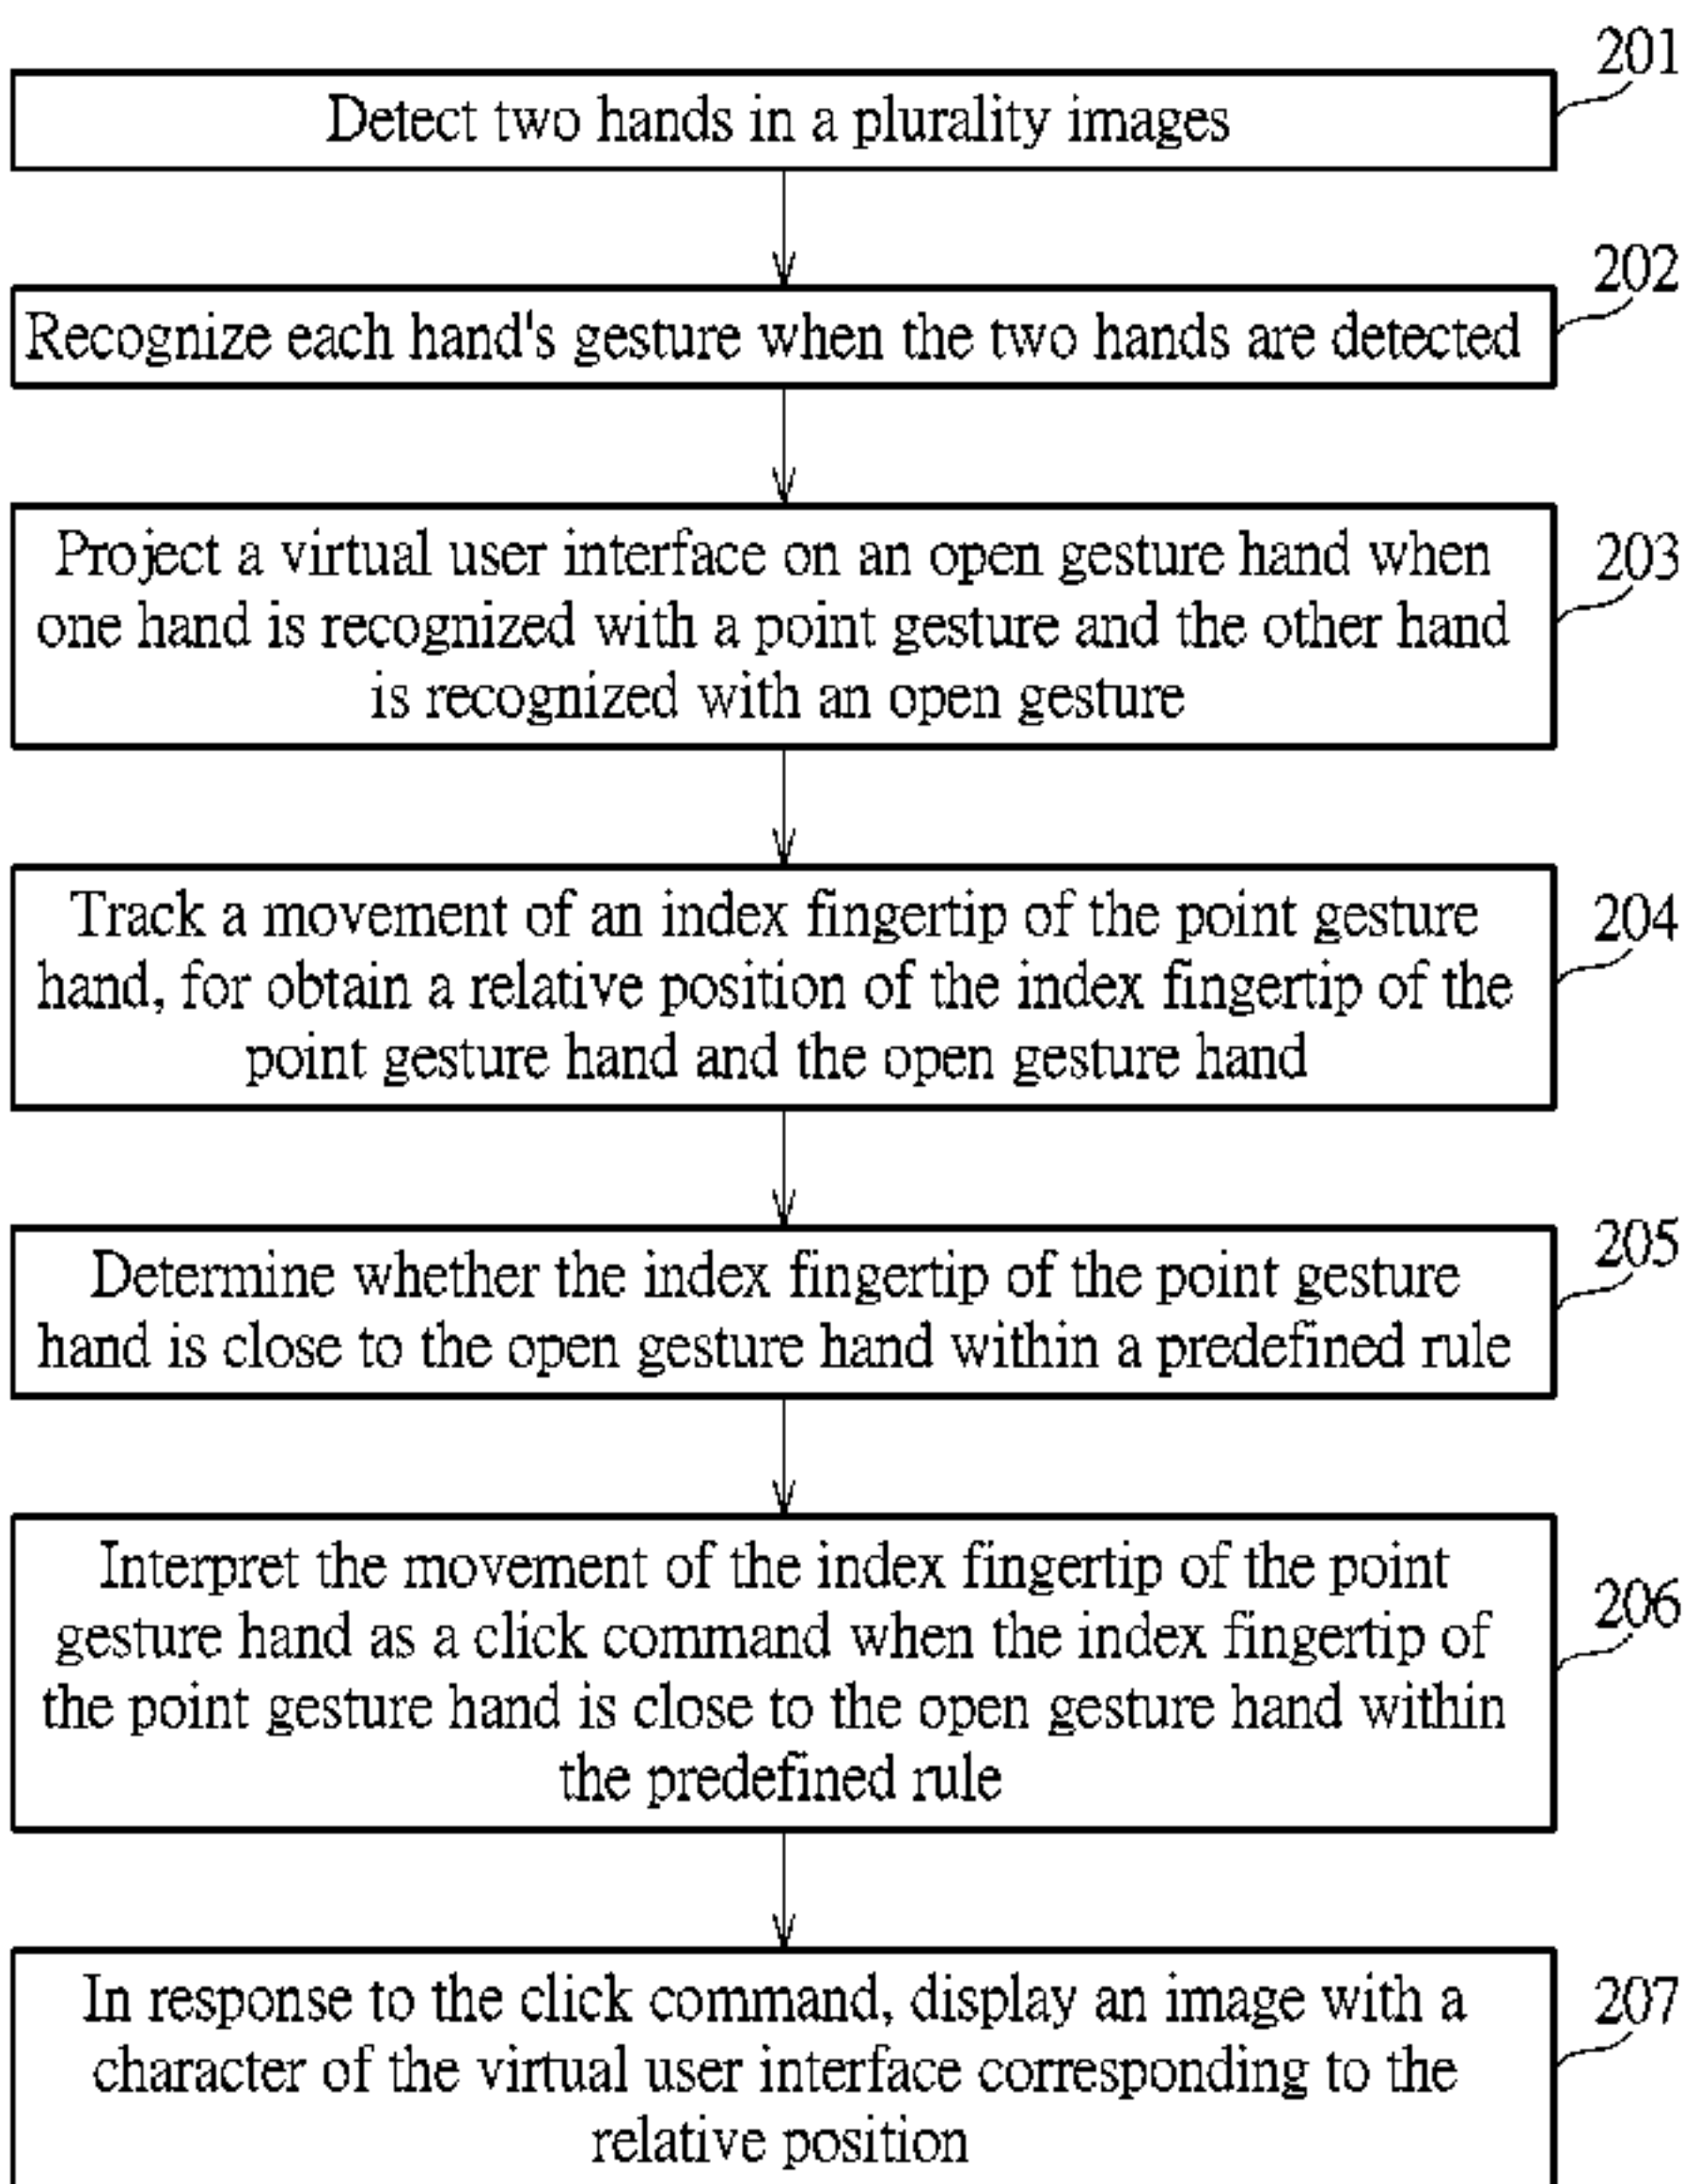 201
Detect two hands in a plurality images
202
Recognize each hand's gesture when the two hands are detected
Project a virtual user interface on an open gesture hand when
203
one hand is recognized with a point gesture and the other hand
is recognized with an open gesture
Track a movement of an index fingertip of the point gesture
204
hand, for obtain a relative position of the index fingertip of the
point gesture hand and the open gesture hand
205
Determine whether the index fingertip of the point gesture
hand is close to the open gesture hand within a predefined rule
Interpret the movement of the index fingertip of the point
206
gesture hand as a click command when the index fingertip of
the point gesture hand is close to the open gesture hand within
the predefined rule
In response to the click command, display an image with a
207
character of the virtual user interface corresponding to the
relative position